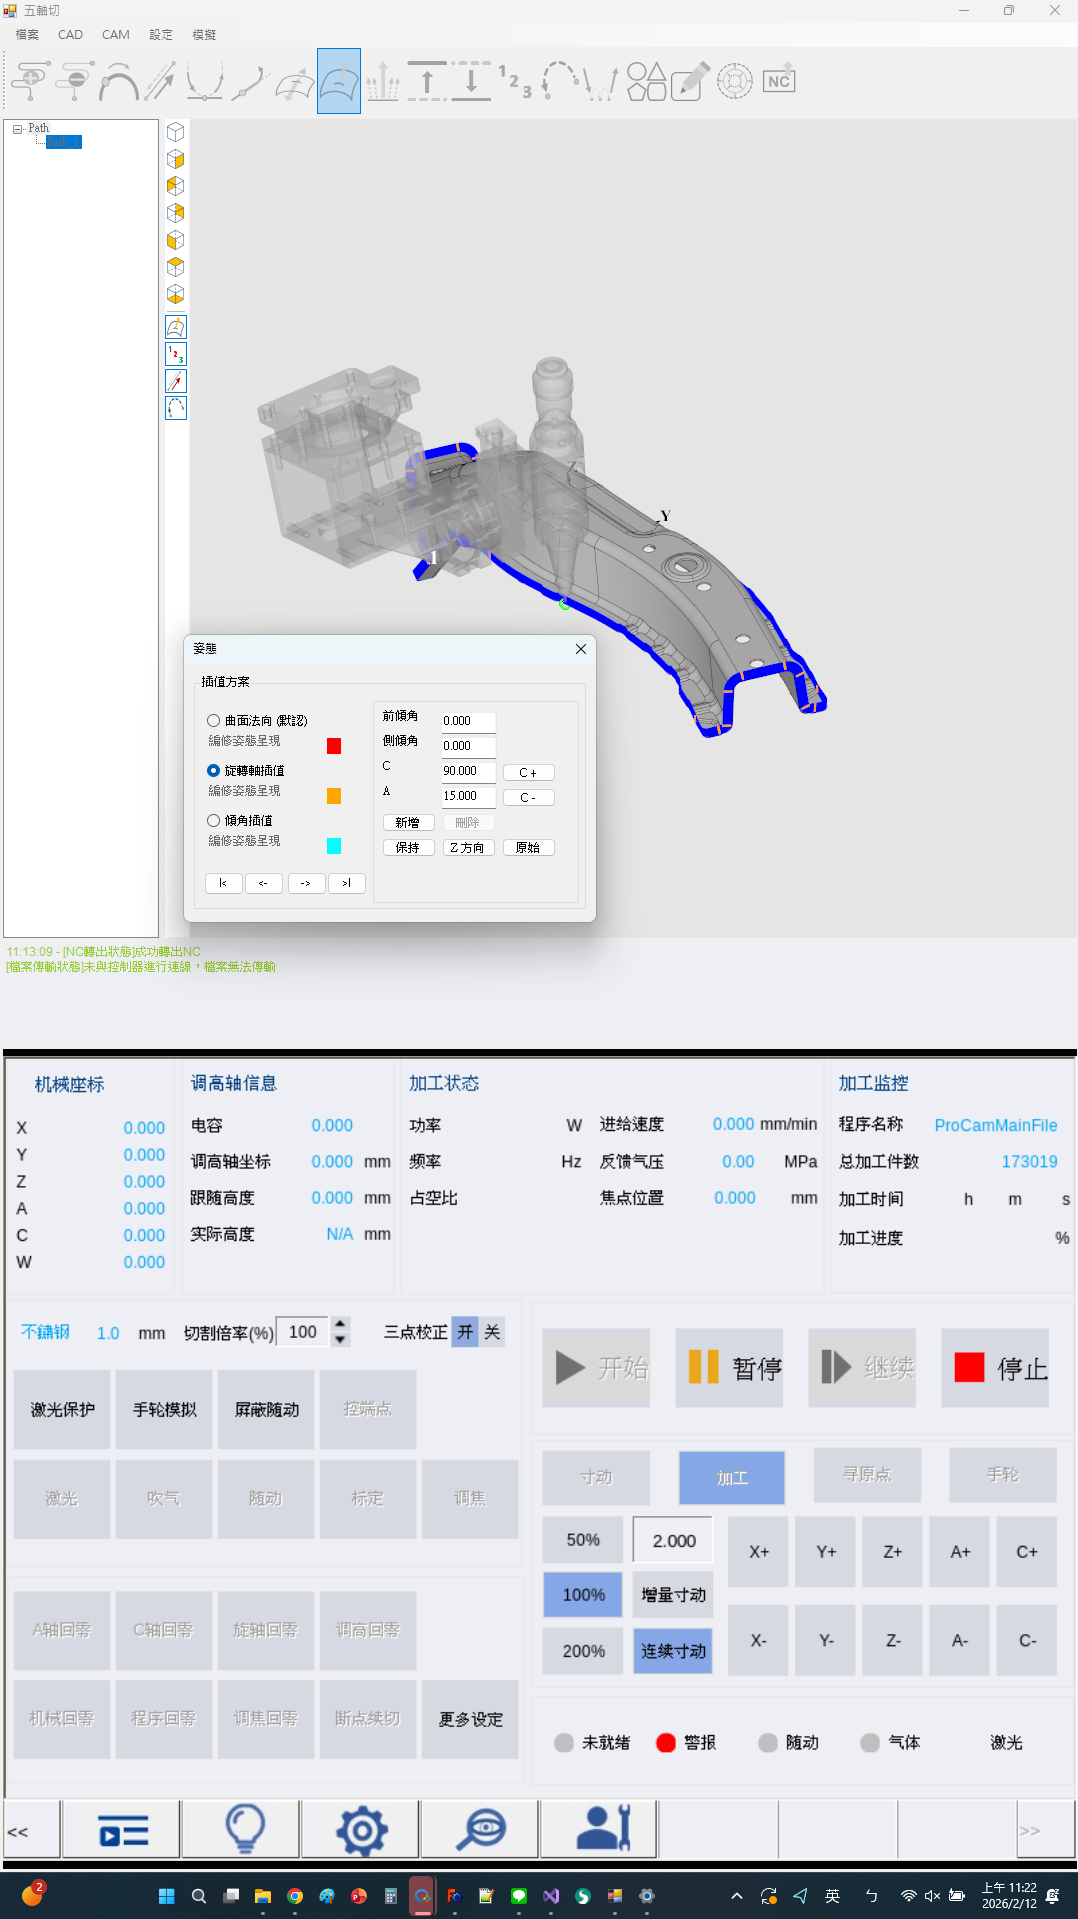 五軸切
檔案 CAD CAM 設定 模擬
1 2 3
NC
Path
1 2 3
Z
Y
1
姿態
插值方案
曲面法向 (默認)
編修姿態呈現
旋轉軸插值
編修姿態呈現
傾角插值
編修姿態呈現
|< <- -> >|
前傾角 0.000
側傾角 0.000
C 90.000 C +
A 15.000 C -
新增 刪除
保持 Z 方向 原始
11:13:09 - [NC轉出狀態]成功轉出NC
[檔案傳輸狀態]未與控制器進行連線，檔案無法傳輸
机械座标
X 0.000
Y 0.000
Z 0.000
A 0.000
C 0.000
W 0.000
调高轴信息
电容 0.000
调高轴坐标 0.000 mm
跟随高度 0.000 mm
实际高度 N/A mm
加工状态
功率 W 进给速度 0.000 mm/min
频率 Hz 反馈气压 0.00 MPa
占空比 焦点位置 0.000 mm
加工监控
程序名称 ProCamMainFile
总加工件数 173019
加工时间 h m s
加工进度 %
不鏽钢 1.0 mm 切割倍率(%) 100 三点校正 开 关
激光保护 手轮模拟 屏蔽随动 控端点
激光 吹气 随动 标定 调焦
A轴回零 C轴回零 旋轴回零 调高回零
机械回零 程序回零 调焦回零 断点续切 更多设定
开始 暂停 继续 停止
寸动 加工 寻原点 手轮
50% 2.000 X+ Y+ Z+ A+ C+
100% 增量寸动
200% 连续寸动 X- Y- Z- A- C-
未就绪 警报 随动 气体 激光
<< >>
2
英 ㄅ
上午 11:22
2026/2/12